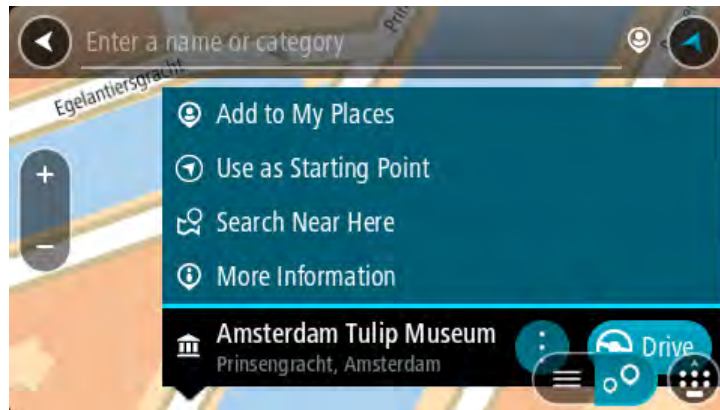 Enter a name or category
Egelantiersgracht
Add to My Places
Use as Starting Point
Search Near Here
More Information
Amsterdam Tulip Museum
Prinsengracht, Amsterdam
Drive